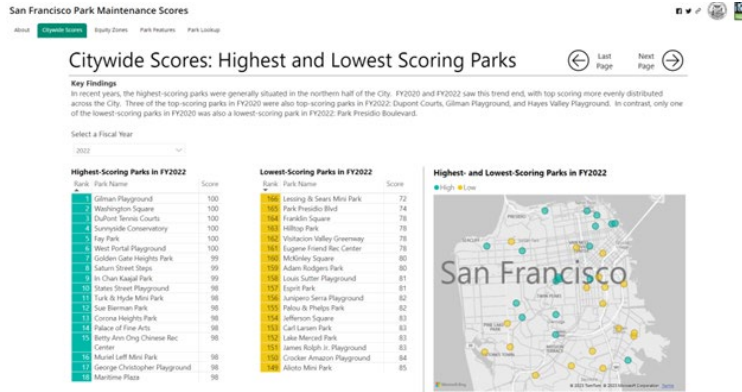 San Francisco Park Maintenance Scores
About Citywide Scores Equity Zones Park Features Park Lookup
Citywide Scores: Highest and Lowest Scoring Parks
Last Page
Next Page
Key Findings
In recent years, the highest-scoring parks were generally situated in the northern half of the City. FY2020 and FY2022 saw this trend end, with top scoring more evenly distributed
across the City. Three of the top-scoring parks in FY2020 were also top-scoring parks in FY2022: Dupont Courts, Gilman Playground, and Hayes Valley Playground. In contrast, only one
of the lowest-scoring parks in FY2020 was also a lowest-scoring park in FY2022: Park Presidio Boulevard.
Select a Fiscal Year
2022
Highest-Scoring Parks in FY2022
Rank Park Name Score
1 Gilman Playground 100
2 Washington Square 100
3 DuPont Tennis Courts 100
4 Sunnyside Conservatory 100
5 Fay Park 100
6 West Portal Playground 100
7 Golden Gate Heights Park 99
8 Saturn Street Steps 99
9 In Chan Kaajal Park 99
10 States Street Playground 98
11 Turk & Hyde Mini Park 98
12 Sue Bierman Park 98
13 Corona Heights Park 98
14 Palace of Fine Arts 98
15 Betty Ann Ong Chinese Rec 98
Center
16 Muriel Leff Mini Park 98
17 George Christopher Playground 98
18 Maritime Plaza 98
Lowest-Scoring Parks in FY2022
Rank Park Name Score
166 Lessing & Sears Mini Park 72
165 Park Presidio Blvd 74
164 Franklin Square 78
163 Hilltop Park 78
162 Visitacion Valley Greenway 78
161 Eugene Friend Rec Center 78
160 McKinley Square 80
159 Adam Rodgers Park 80
158 Louis Sutter Playground 81
157 Esprit Park 81
156 Junipero Serra Playground 82
155 Palou & Phelps Park 82
154 Jefferson Square 83
153 Carl Larsen Park 83
152 Lake Merced Park 83
151 James Rolph Jr. Playground 83
150 Crocker Amazon Playground 84
149 Alioto Mini Park 85
Highest- and Lowest-Scoring Parks in FY2022
High Low
PRESIDIO
San Francisco
TWIN PEAKS
© 2023 TomTom, © 2023 Microsoft Corporation Terms